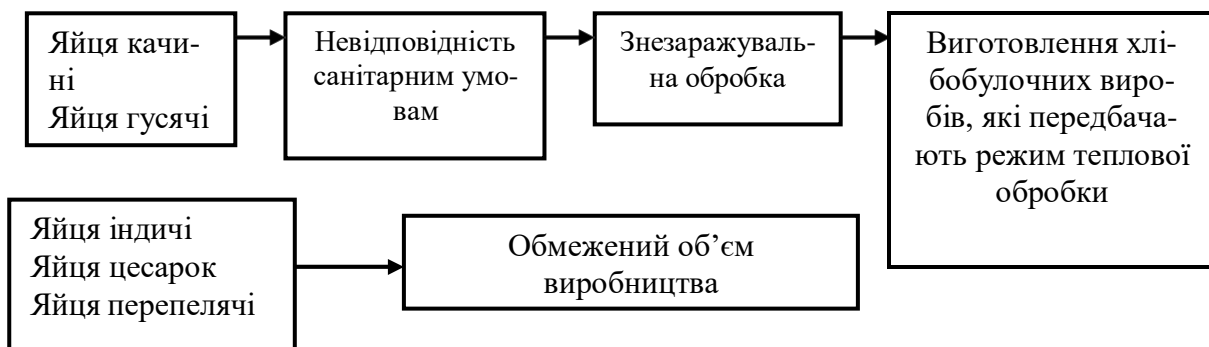 Яйця качи-
ні
Яйця гусячі
Невідповідність
санітарним умо-
вам
Знезаражуваль-
на обробка
Виготовлення хлі-
бобулочних виро-
бів, які передбача-
ють режим теплової
обробки
Яйця індичі
Яйця цесарок
Яйця перепелячі
Обмежений об’єм
виробництва